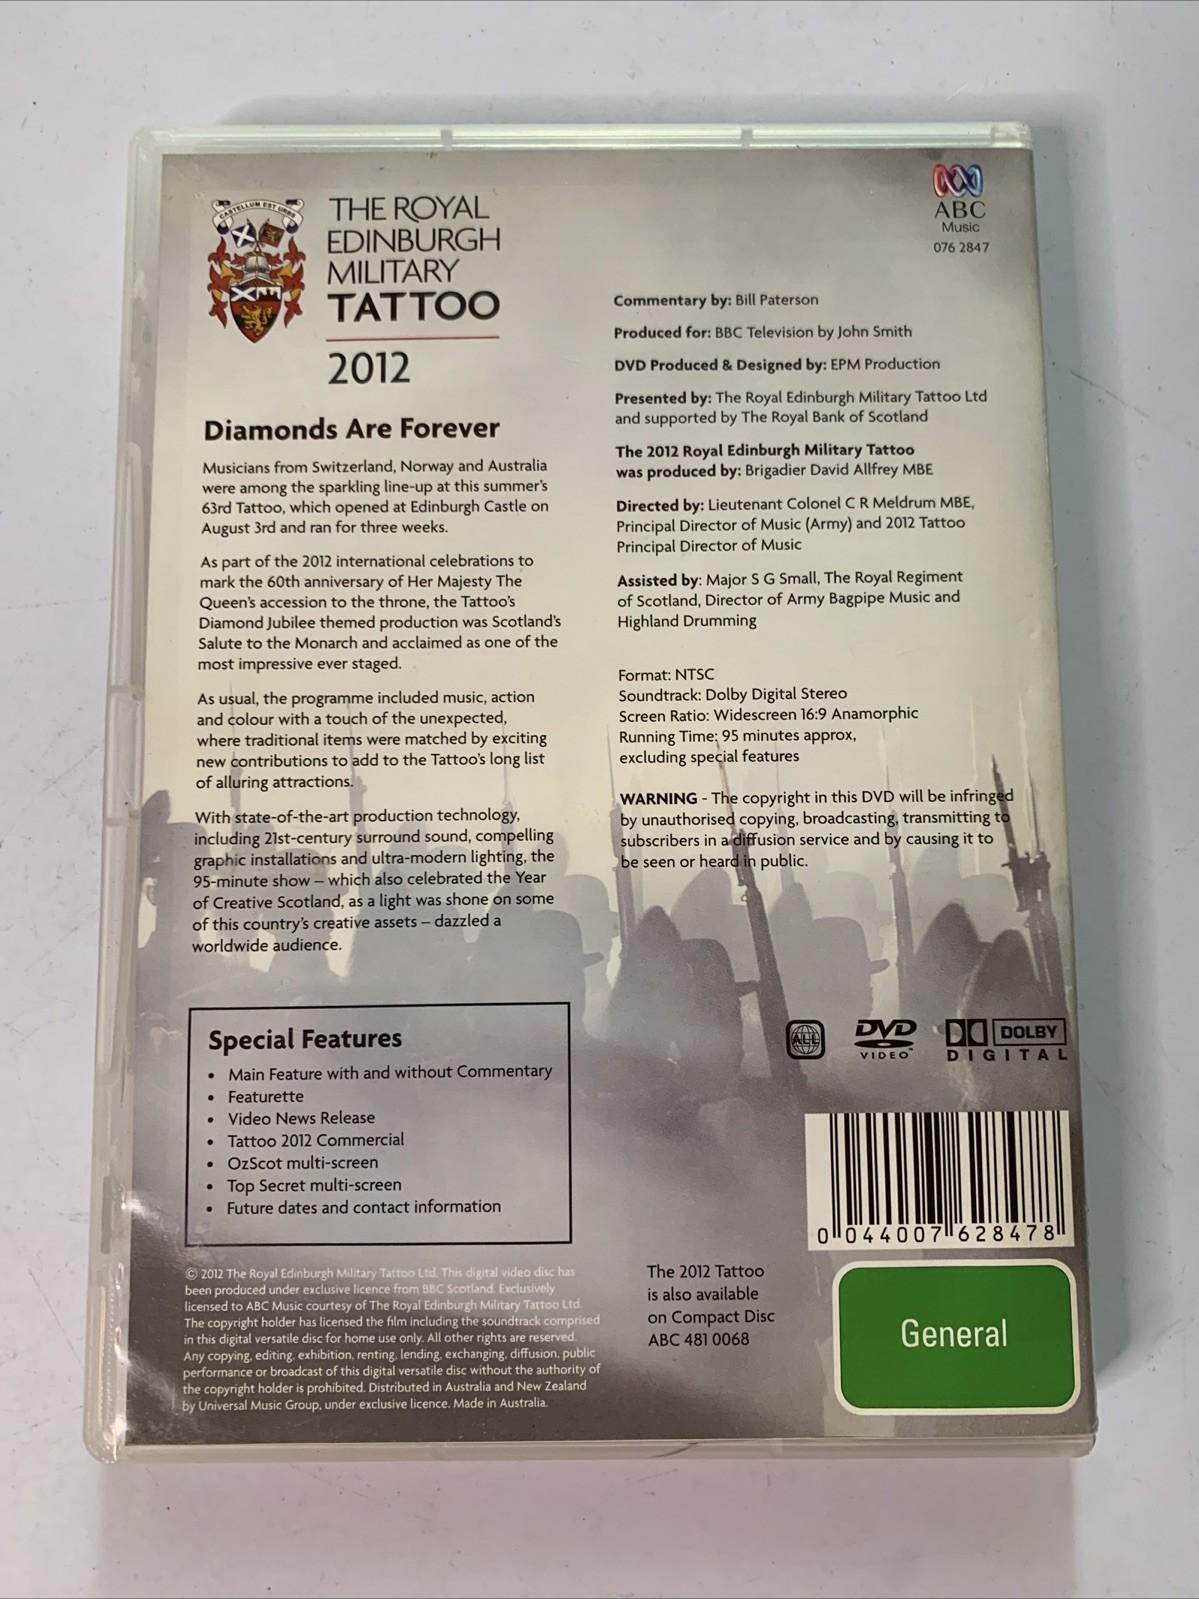 CASTELLUM EST URBS
THE ROYAL
EDINBURGH
MILITARY
TATTOO
2012
Diamonds Are Forever
Musicians from Switzerland, Norway and Australia
were among the sparkling line-up at this summer's
63rd Tattoo, which opened at Edinburgh Castle on
August 3rd and ran for three weeks.
As part of the 2012 international celebrations to
mark the 60th anniversary of Her Majesty The
Queen's accession to the throne, the Tattoo's
Diamond Jubilee themed production was Scotland's
Salute to the Monarch and acclaimed as one of the
most impressive ever staged.
As usual, the programme included music, action
and colour with a touch of the unexpected,
where traditional items were matched by exciting
new contributions to add to the Tattoo's long list
of alluring attractions.
With state-of-the-art production technology,
including 21st-century surround sound, compelling
graphic installations and ultra-modern lighting, the
95-minute show – which also celebrated the Year
of Creative Scotland, as a light was shone on some
of this country's creative assets – dazzled a
worldwide audience.
Special Features
• Main Feature with and without Commentary
• Featurette
• Video News Release
• Tattoo 2012 Commercial
• OzScot multi-screen
• Top Secret multi-screen
• Future dates and contact information
© 2012 The Royal Edinburgh Military Tattoo Ltd. This digital video disc has
been produced under exclusive licence from BBC Scotland. Exclusively
licensed to ABC Music courtesy of The Royal Edinburgh Military Tattoo Ltd.
The copyright holder has licensed the film including the soundtrack comprised
in this digital versatile disc for home use only. All other rights are reserved.
Any copying, editing, exhibition, renting, lending, exchanging, diffusion, public
performance or broadcast of this digital versatile disc without the authority of
the copyright holder is prohibited. Distributed in Australia and New Zealand
by Universal Music Group, under exclusive licence. Made in Australia.
ABC
Music
076 2847
Commentary by: Bill Paterson
Produced for: BBC Television by John Smith
DVD Produced & Designed by: EPM Production
Presented by: The Royal Edinburgh Military Tattoo Ltd
and supported by The Royal Bank of Scotland
The 2012 Royal Edinburgh Military Tattoo
was produced by: Brigadier David Allfrey MBE
Directed by: Lieutenant Colonel C R Meldrum MBE,
Principal Director of Music (Army) and 2012 Tattoo
Principal Director of Music
Assisted by: Major S G Small, The Royal Regiment
of Scotland, Director of Army Bagpipe Music and
Highland Drumming
Format: NTSC
Soundtrack: Dolby Digital Stereo
Screen Ratio: Widescreen 16:9 Anamorphic
Running Time: 95 minutes approx,
excluding special features
WARNING - The copyright in this DVD will be infringed
by unauthorised copying, broadcasting, transmitting to
subscribers in a diffusion service and by causing it to
be seen or heard in public.
ALL
DVD
VIDEO™
DOLBY
DIGITAL
0 044007 628478
The 2012 Tattoo
is also available
on Compact Disc
ABC 481 0068
General